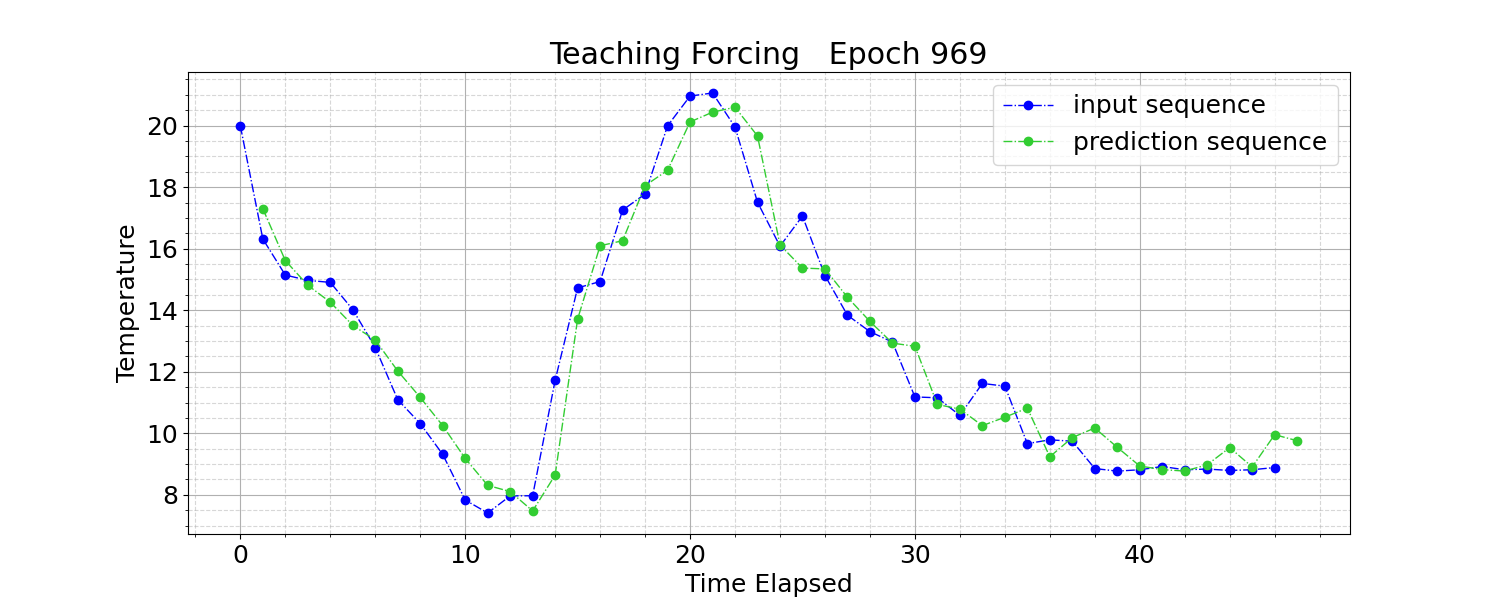 Teaching Forcing   Epoch 969
input sequence
prediction sequence
Temperature
20
18
16
14
12
10
8
0 10 20 30 40
Time Elapsed